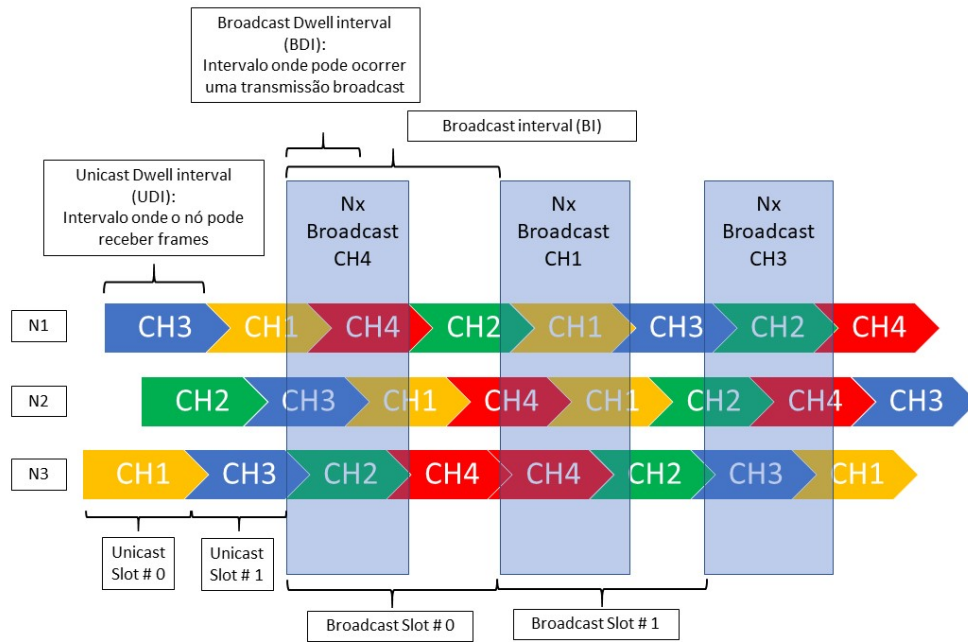 Broadcast Dwell interval
(BDI):
Intervalo onde pode ocorrer
uma transmissão broadcast
Broadcast interval (BI)
Unicast Dwell interval
(UDI):
Intervalo onde o nó pode
receber frames
Nx
Broadcast
CH4
Nx
Broadcast
CH1
Nx
Broadcast
CH3
N1
CH3 CH1 CH4 CH2 CH1 CH3 CH2 CH4
N2
CH2 CH3 CH1 CH4 CH1 CH2 CH4 CH3
N3
CH1 CH3 CH2 CH4 CH4 CH2 CH3 CH1
Unicast
Slot # 0
Unicast
Slot # 1
Broadcast Slot # 0
Broadcast Slot # 1